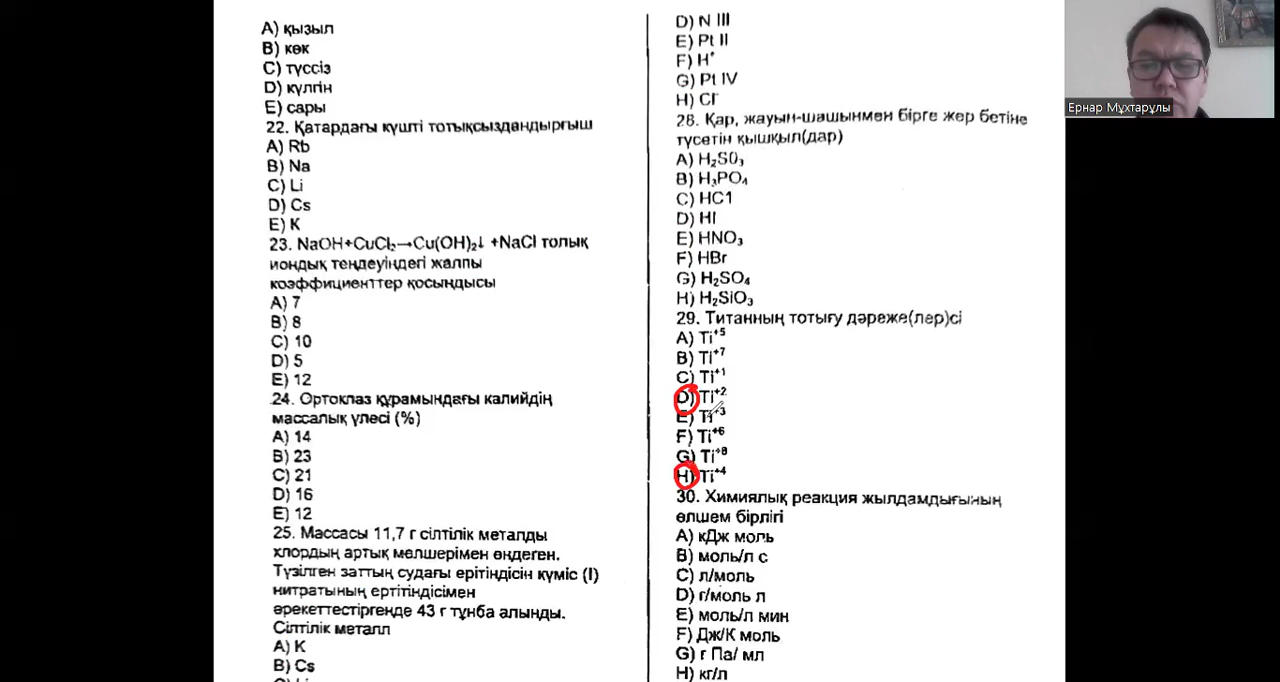 A) қызыл
B) көк
C) түссіз
D) күлгін
E) сары
22. Қатардағы күшті тотықсыздандырғыш
A) Rb
B) Na
C) Li
D) Cs
E) K
23. NaOH+CuCl₂→Cu(OH)₂↓ +NaCl толық
иондық теңдеуіндегі жалпы
коэффициенттер қосындысы
A) 7
B) 8
C) 10
D) 5
E) 12
24. Ортоклаз құрамындағы калийдің
массалық үлесі (%)
A) 14
B) 23
C) 21
D) 16
E) 12
25. Массасы 11,7 г сілтілік металды
хлордың артық мөлшерімен өңдеген.
Түзілген заттың судағы ерітіндісін күміс (I)
нитратының ертітіндісімен
әрекеттестіргенде 43 г тұнба алынды.
Сілтілік металл
A) K
B) Cs
D) N III
E) Pt II
F) H⁺
G) Pt IV
H) Cl⁻
28. Қар, жауын-шашынмен бірге жер бетіне
түсетін қышқыл(дар)
A) H₂SO₃
B) H₃PO₄
C) HC1
D) HI
E) HNO₃
F) HBr
G) H₂SO₄
H) H₂SiO₃
29. Титанның тотығу дәреже(лер)сі
A) Ti⁺⁵
B) Ti⁺⁷
C) Ti⁺¹
D) Ti⁺²
E) Ti⁺³
F) Ti⁺⁶
G) Ti⁺⁸
H) Ti⁺⁴
30. Химиялық реакция жылдамдығының
өлшем бірлігі
A) кДж моль
B) моль/л с
C) л/моль
D) г/моль л
E) моль/л мин
F) Дж/К моль
G) г Па/ мл
H) кг/л
Ернар Мұхтарұлы